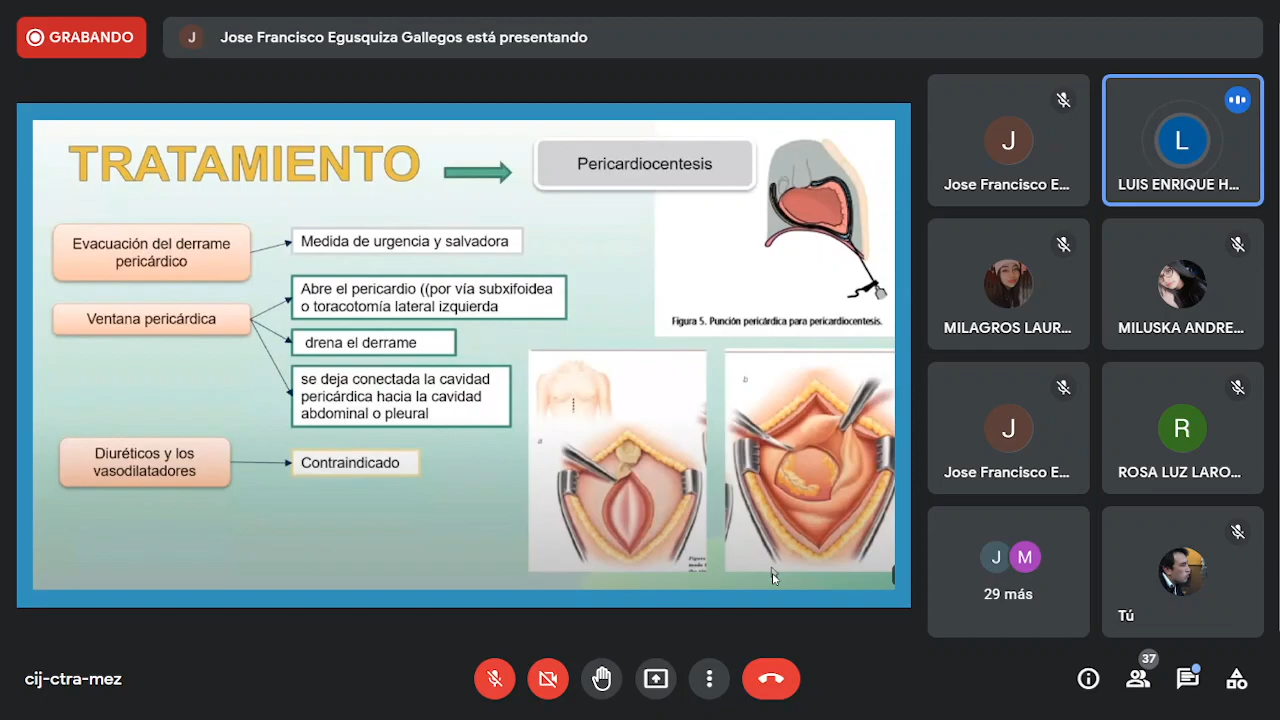 GRABANDO
J
Jose Francisco Egusquiza Gallegos está presentando
TRATAMIENTO
Pericardiocentesis
Evacuación del derrame
pericárdico
Medida de urgencia y salvadora
Ventana pericárdica
Abre el pericardio ((por vía subxifoidea
o toracotomía lateral izquierda
drena el derrame
se deja conectada la cavidad
pericárdica hacia la cavidad
abdominal o pleural
Diuréticos y los
vasodilatadores
Contraindicado
Figura 5. Punción pericárdica para pericardiocentesis.
a
b
J
Jose Francisco E...
L
LUIS ENRIQUE H...
MILAGROS LAUR...
MILUSKA ANDRE...
J
Jose Francisco E...
R
ROSA LUZ LARO...
J
M
29 más
Tú
cij-ctra-mez
37